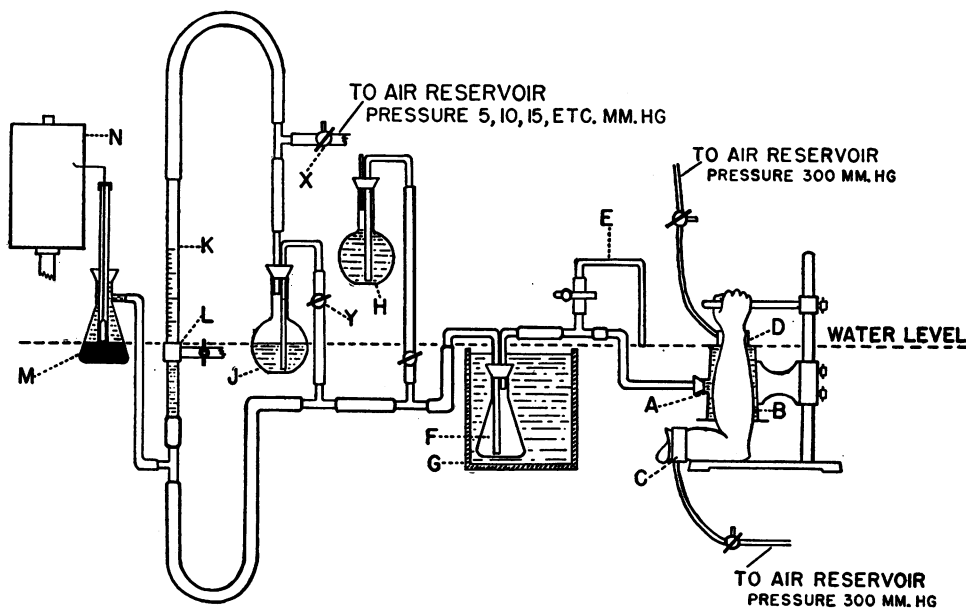 TO AIR RESERVOIR
PRESSURE 5, 10, 15, ETC. MM. HG
N
X
TO AIR RESERVOIR
PRESSURE 300 MM. HG
E
K
H
L
Y
D
WATER LEVEL
M
J
A
B
F
G
C
TO AIR RESERVOIR
PRESSURE 300 MM. HG